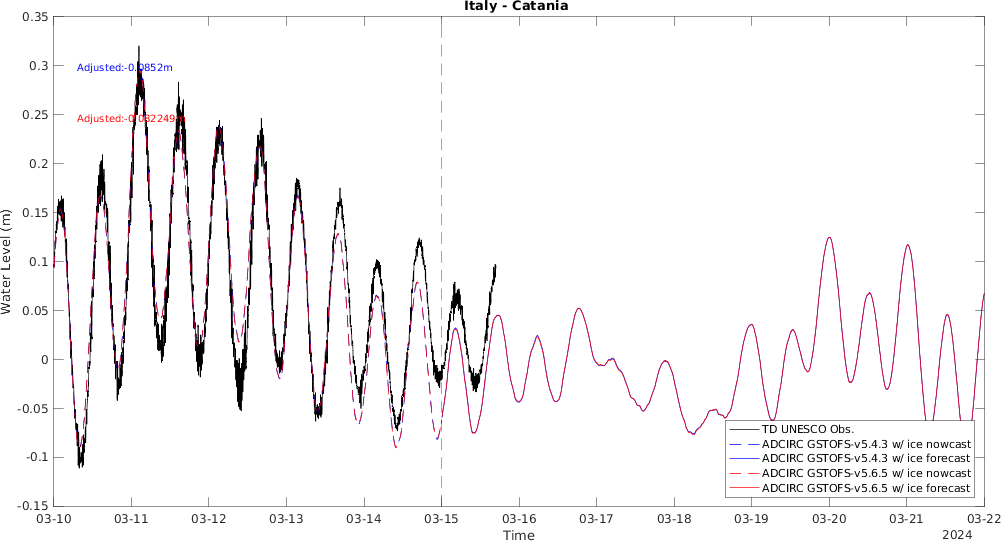 Italy - Catania
0.35
0.3
0.25
0.2
0.15
0.1
0.05
0
-0.05
-0.1
-0.15
Water Level (m)
Adjusted:-0.0852m
TD UNESCO Obs.
ADCIRC GSTOFS-v5.4.3 w/ ice nowcast
ADCIRC GSTOFS-v5.4.3 w/ ice forecast
ADCIRC GSTOFS-v5.6.5 w/ ice nowcast
ADCIRC GSTOFS-v5.6.5 w/ ice forecast
03-10 03-11 03-12 03-13 03-14 03-15 03-16 03-17 03-18 03-19 03-20 03-21 03-22
Time
2024